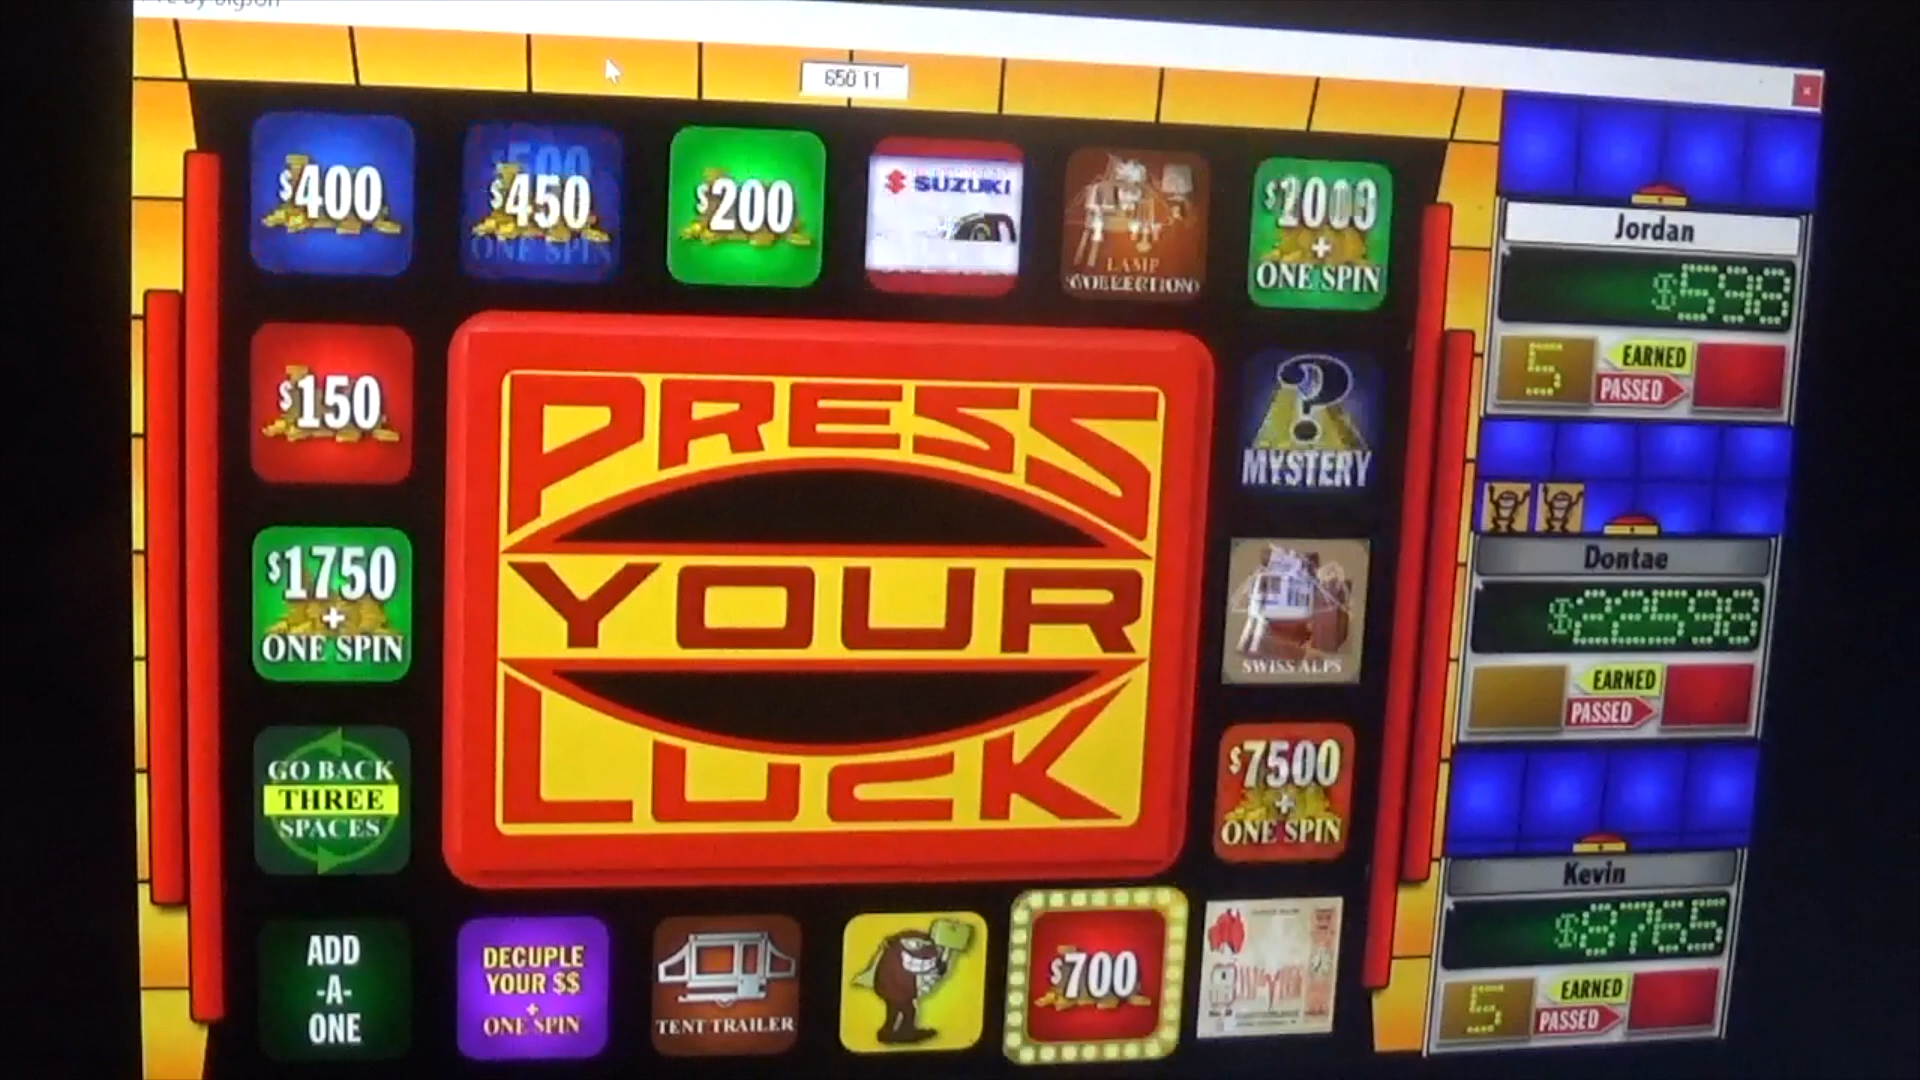 650 11
$400
$450
ONE SPIN
$200
SUZUKI
LAMP
COLLECTION
+
ONE SPIN
$150
PRESS
YOUR
LUCK
MYSTERY
$1750
+
ONE SPIN
SWISS ALPS
GO BACK
THREE
SPACES
$7500
+
ONE SPIN
ADD
-A-
ONE
DECUPLE
YOUR $$
+
ONE SPIN
TENT TRAILER
$700
Jordan
$598
5
EARNED
PASSED
Dontae
$22598
EARNED
PASSED
Kevin
$8765
5
EARNED
PASSED